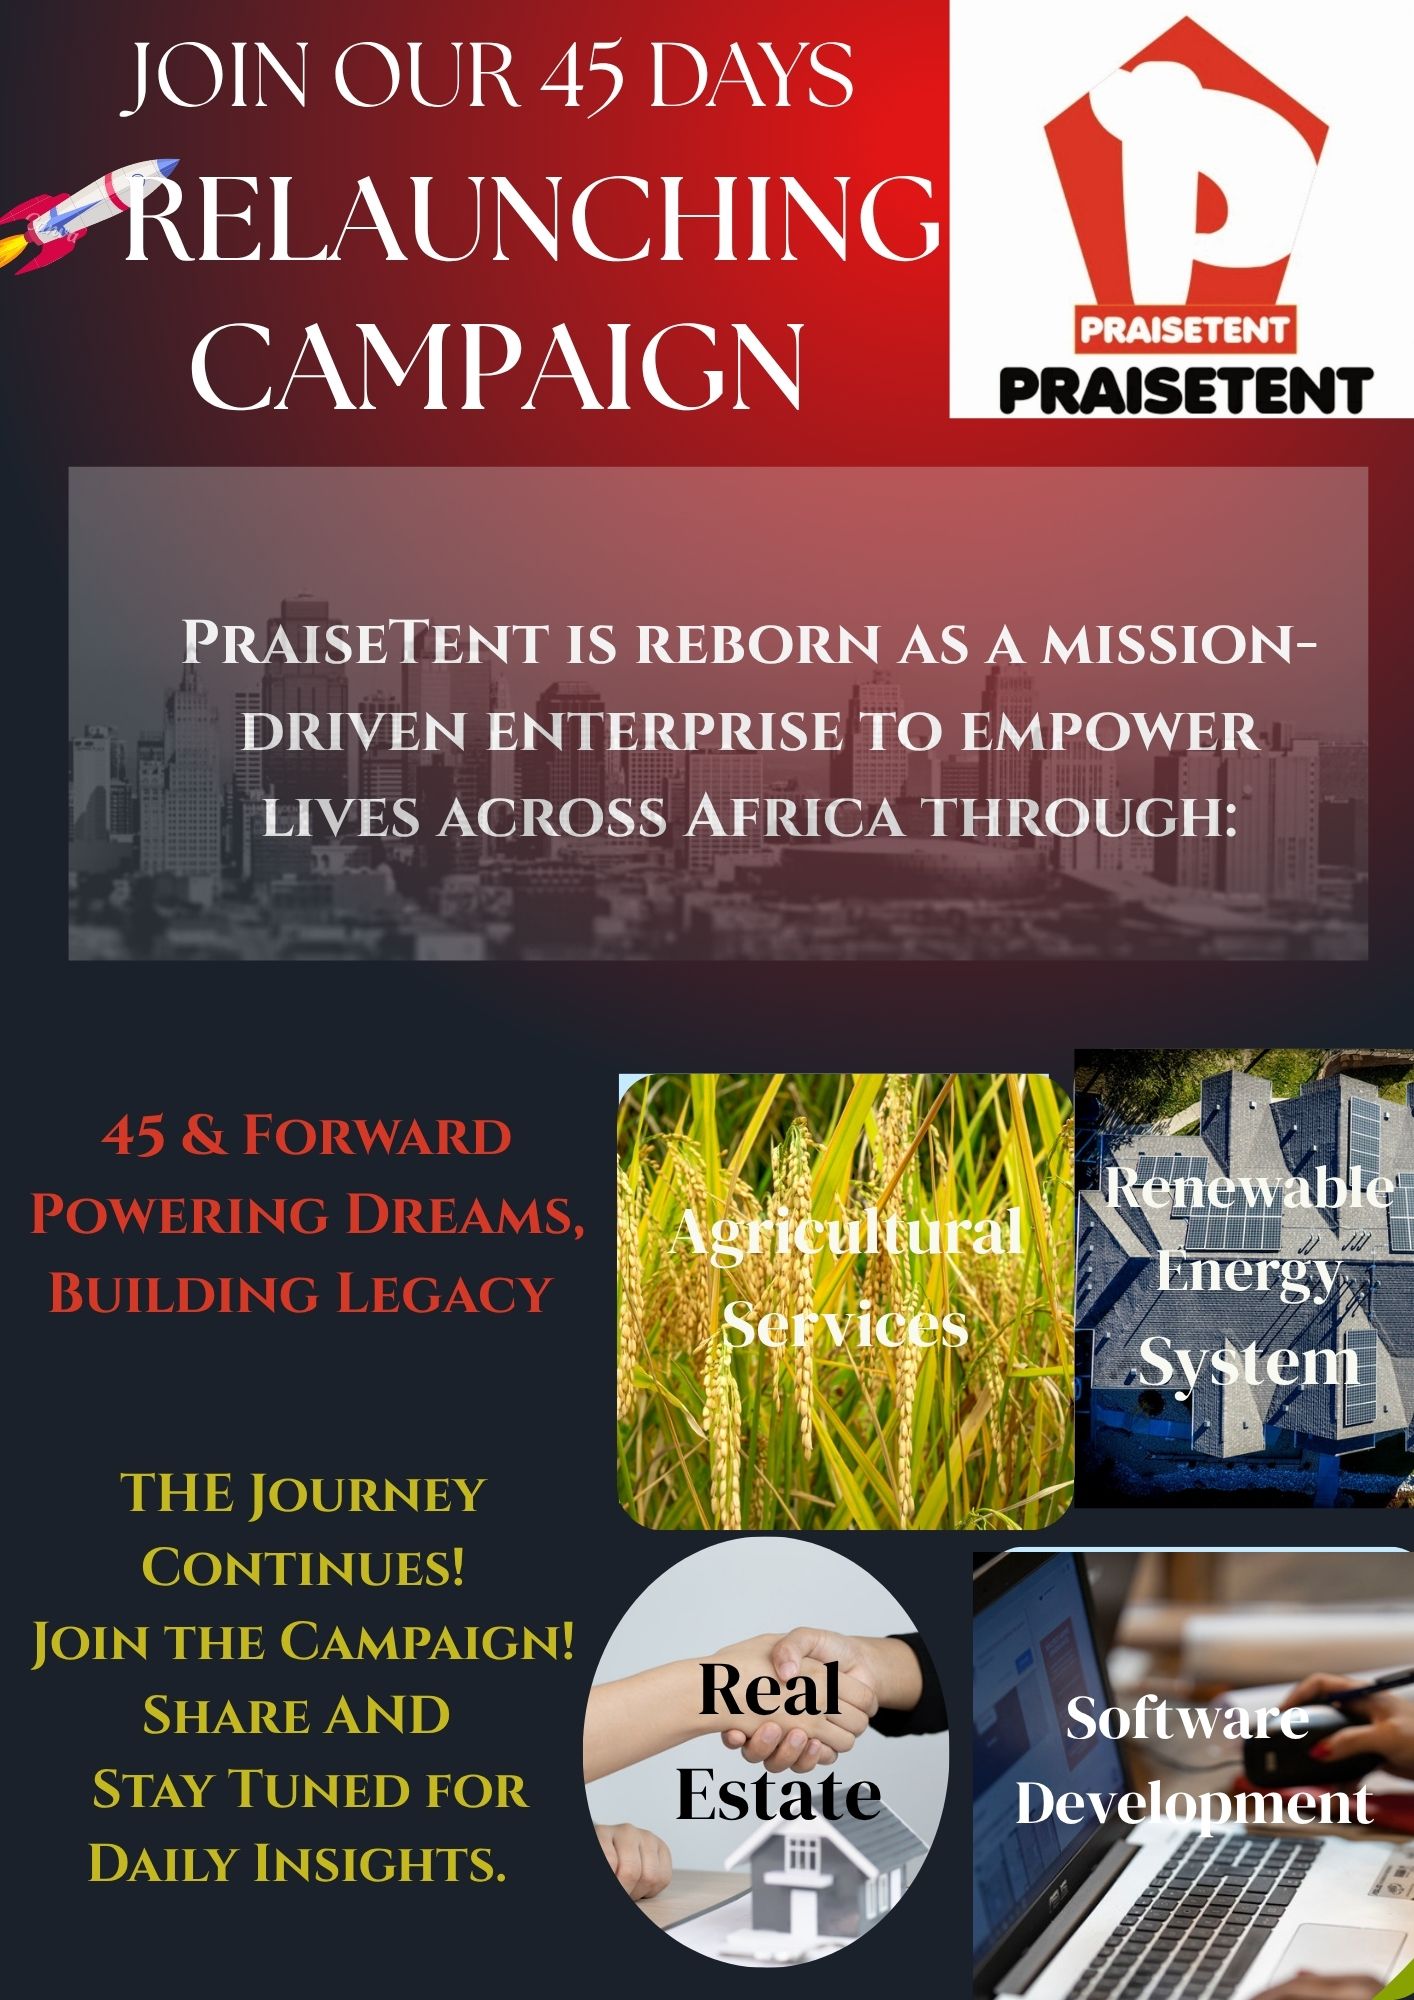 JOIN OUR 45 DAYS
RELAUNCHING
CAMPAIGN
PRAISETENT
PRAISETENT
PraiseTent is reborn as a mission-
driven enterprise to empower
lives across Africa through:
45 & Forward
Powering Dreams,
Building Legacy
THE Journey
Continues!
Join the Campaign!
Share AND
Stay Tuned for
Daily Insights.
Agricultural
Services
Renewable
Energy
System
Real
Estate
Software
Development